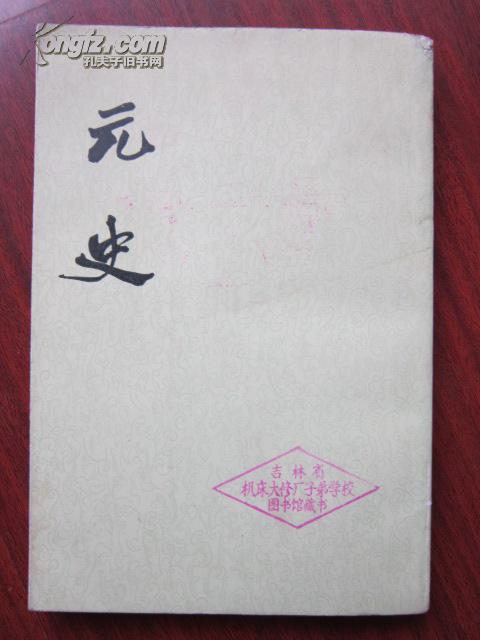 Kongfz.com
孔夫子旧书网
元史
吉林省
机床大修厂子弟学校
图书馆藏书